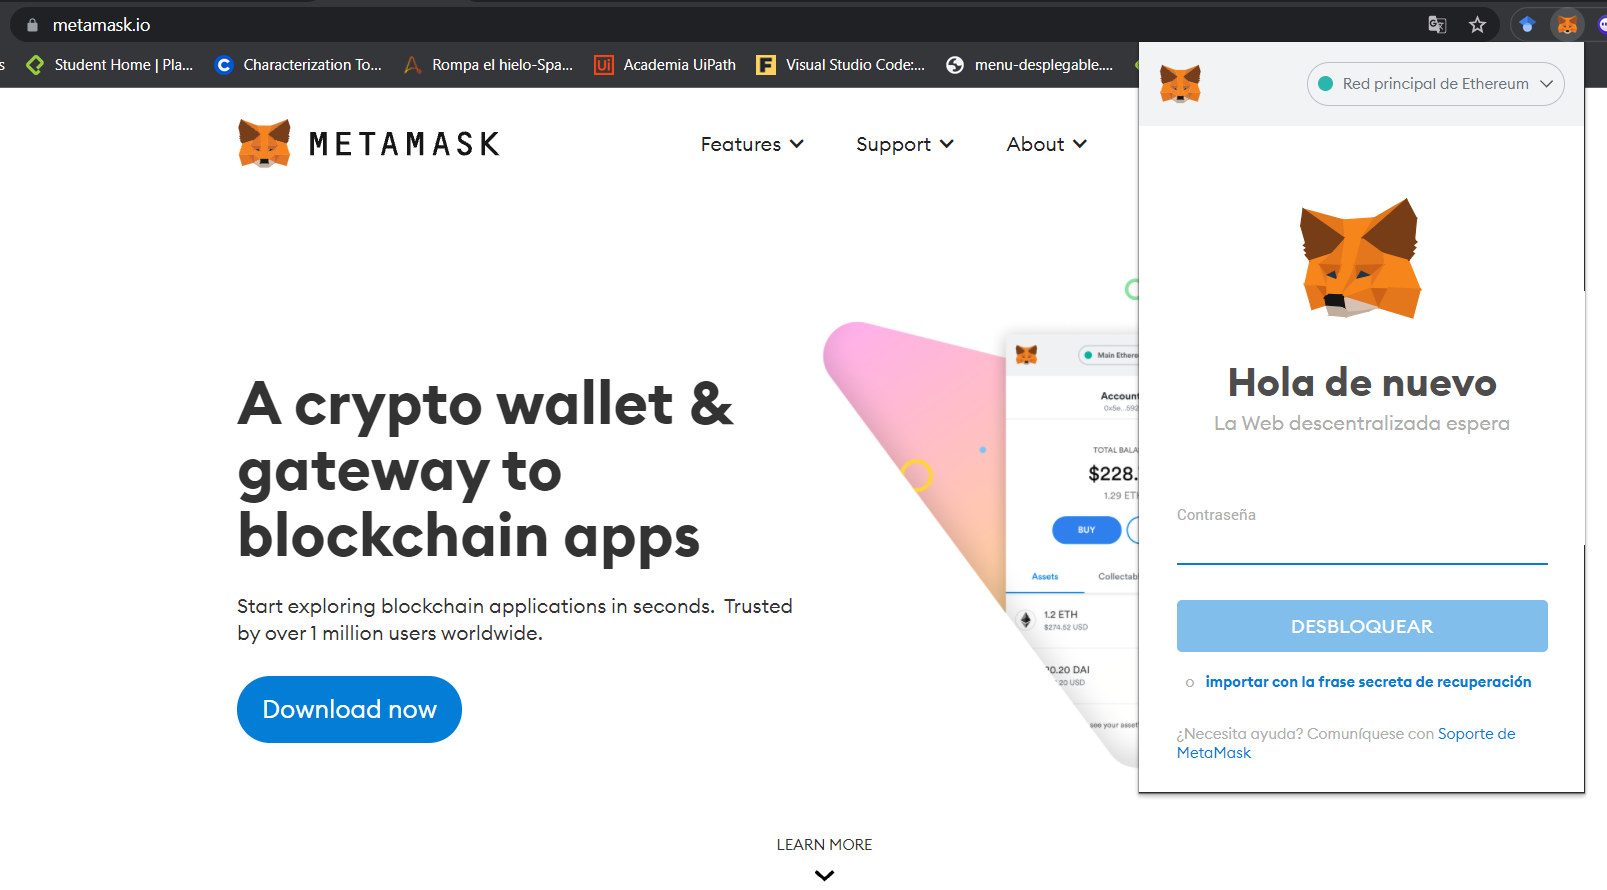 metamask.io
s
Student Home | Pla...
Characterization To...
Rompa el hielo-Spa...
Ui
Academia UiPath
F
Visual Studio Code:...
menu-desplegable....
METAMASK
Features
Support
About
A crypto wallet &
gateway to
blockchain apps
Start exploring blockchain applications in seconds. Trusted
by over 1 million users worldwide.
Download now
Main Ethere
Account
0x5e...592
TOTAL BALA
$228.
1.29 ETH
BUY
Assets
Collectab
1.2 ETH
$274.52 USD
0.20 DAI
20 USD
see your asset
LEARN MORE
Red principal de Ethereum
Hola de nuevo
La Web descentralizada espera
Contraseña
DESBLOQUEAR
o importar con la frase secreta de recuperación
¿Necesita ayuda? Comuníquese con Soporte de
MetaMask